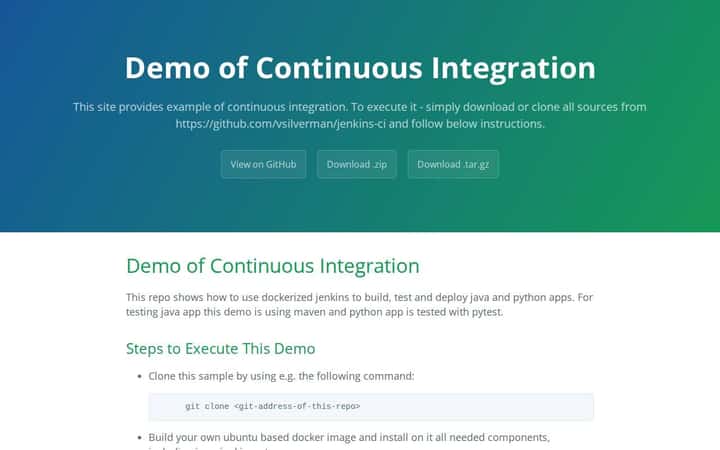 Demo of Continuous Integration
This site provides example of continuous integration. To execute it - simply download or clone all sources from
https://github.com/vsilverman/jenkins-ci and follow below instructions.
View on GitHub
Download .zip
Download .tar.gz
Demo of Continuous Integration
This repo shows how to use dockerized jenkins to build, test and deploy java and python apps. For
testing java app this demo is using maven and python app is tested with pytest.
Steps to Execute This Demo
• Clone this sample by using e.g. the following command:
git clone <git-address-of-this-repo>
• Build your own ubuntu based docker image and install on it all needed components,